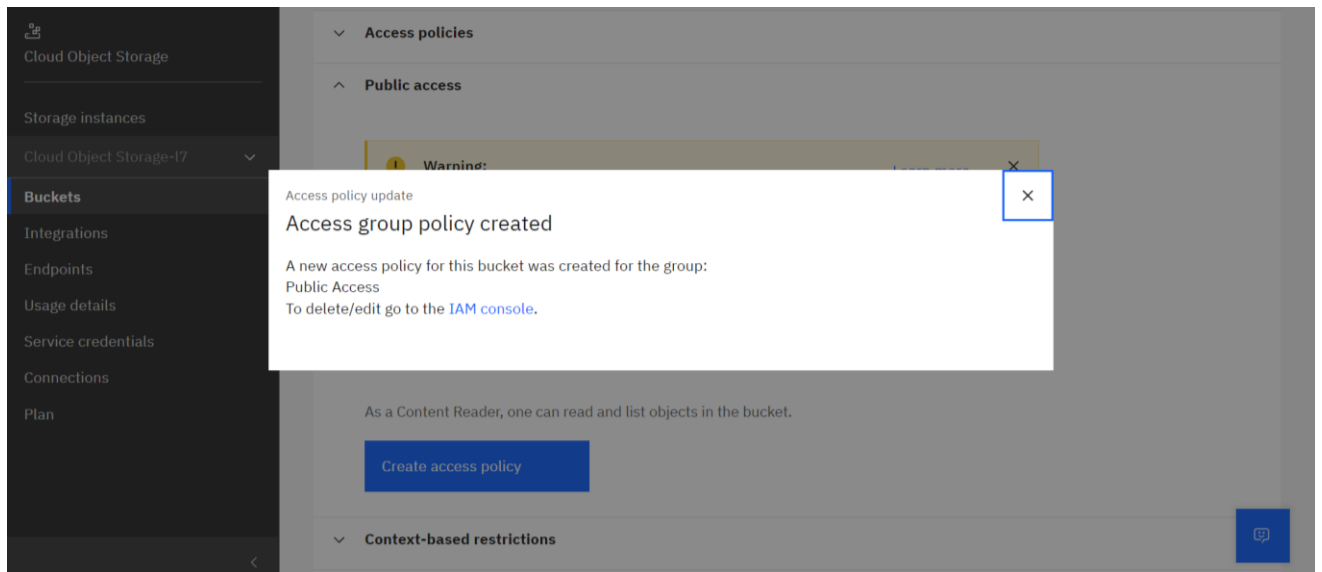 Cloud Object Storage
Storage instances
Cloud Object Storage-l7
Buckets
Integrations
Endpoints
Usage details
Service credentials
Connections
Plan
Access policies
Public access
Warning:
Learn more
Access policy update
Access group policy created
A new access policy for this bucket was created for the group:
Public Access
To delete/edit go to the IAM console.
As a Content Reader, one can read and list objects in the bucket.
Create access policy
Context-based restrictions